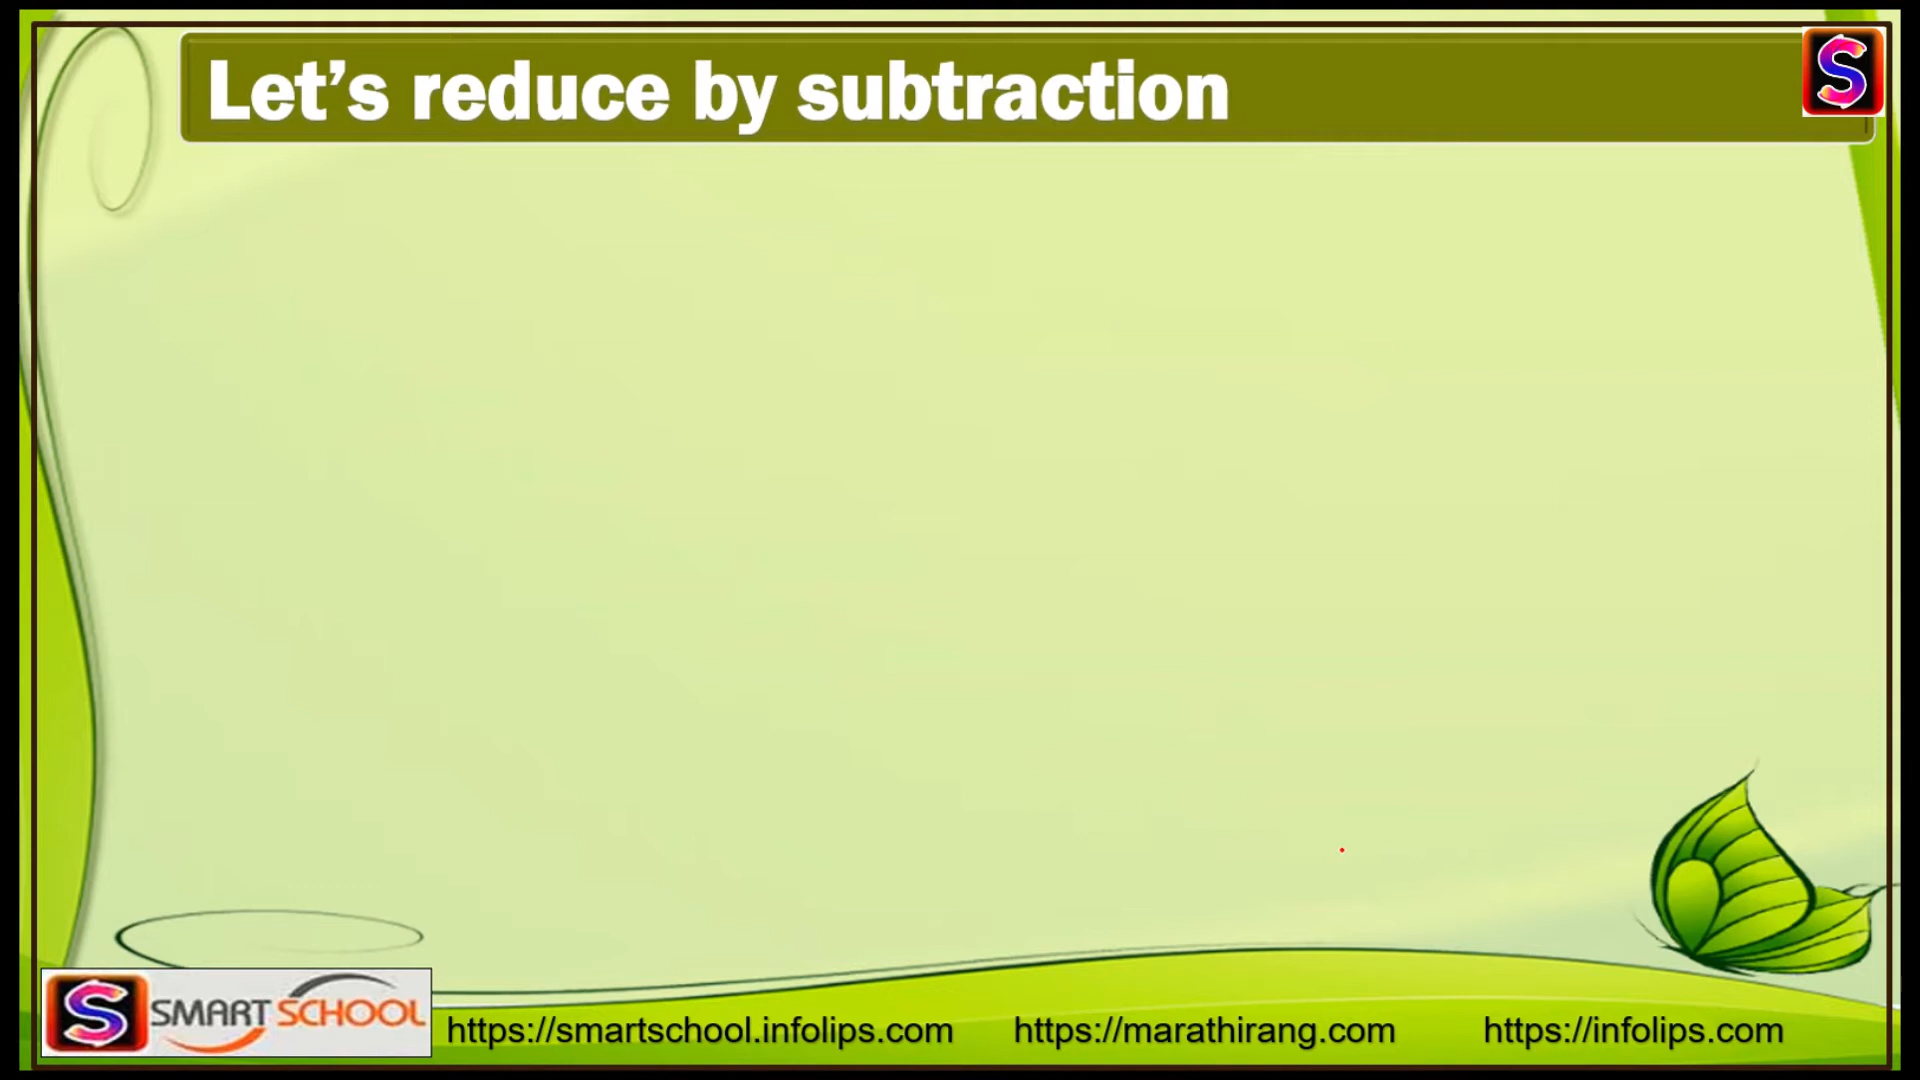 Let's reduce by subtraction
S
S SMART SCHOOL
https://smartschool.infolips.com https://marathirang.com https://infolips.com